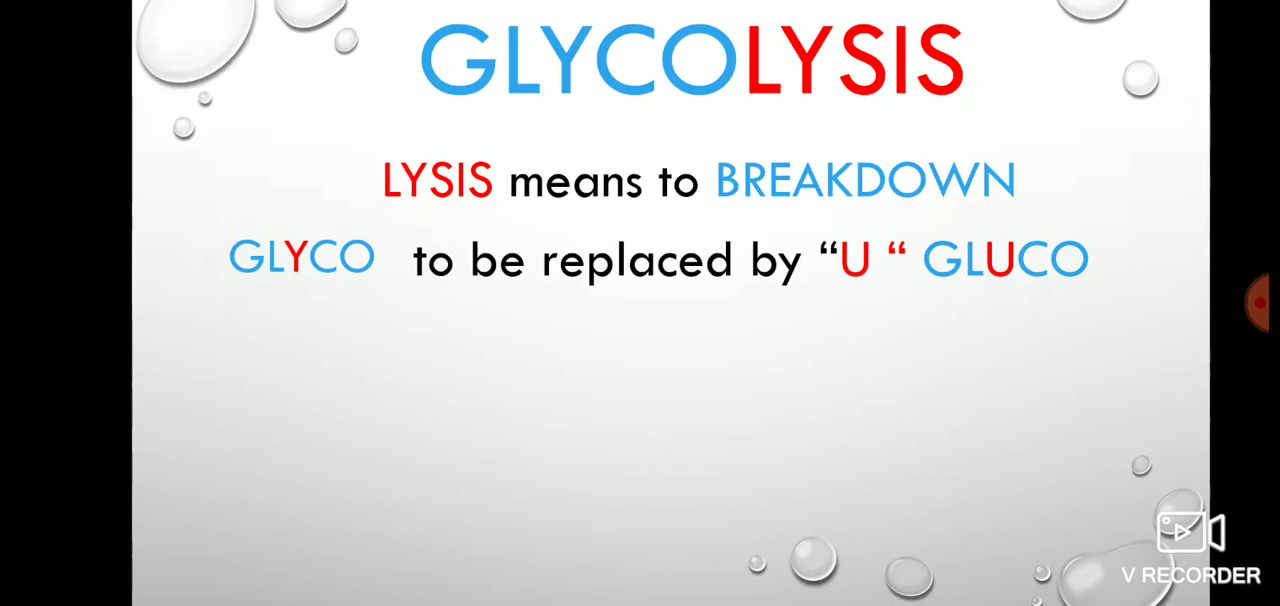 GLYCOLYSIS
LYSIS means to BREAKDOWN
GLYCO to be replaced by “U “ GLUCO
V RECORDER